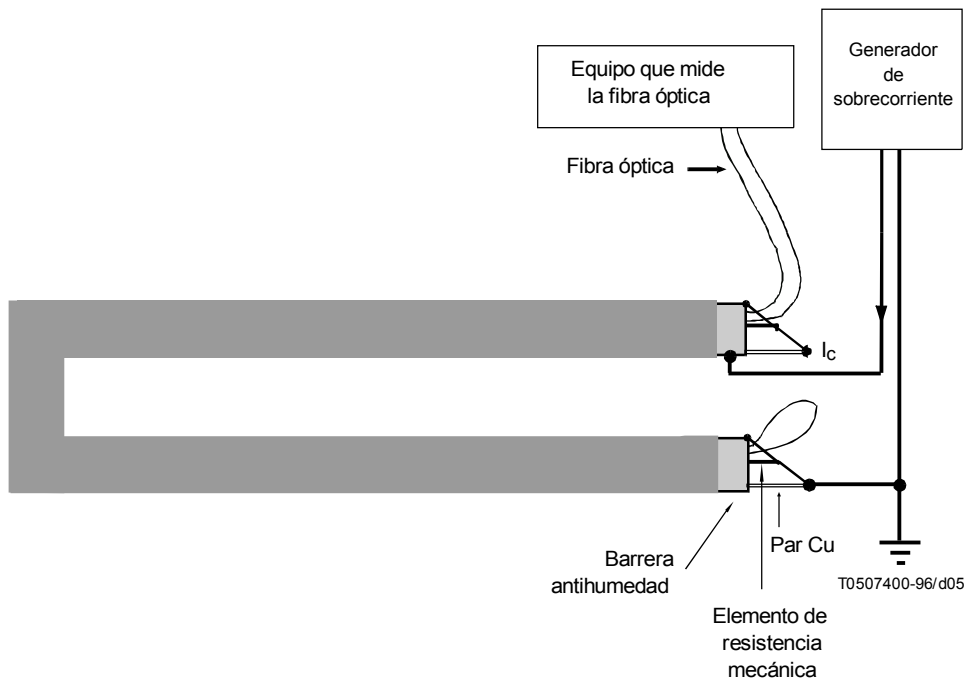 Equipo que mide
la fibra óptica
Generador
de
sobrecorriente
Fibra óptica
Ic
Barrera
antihumedad
Par Cu
T0507400-96/d05
Elemento de
resistencia
mecánica